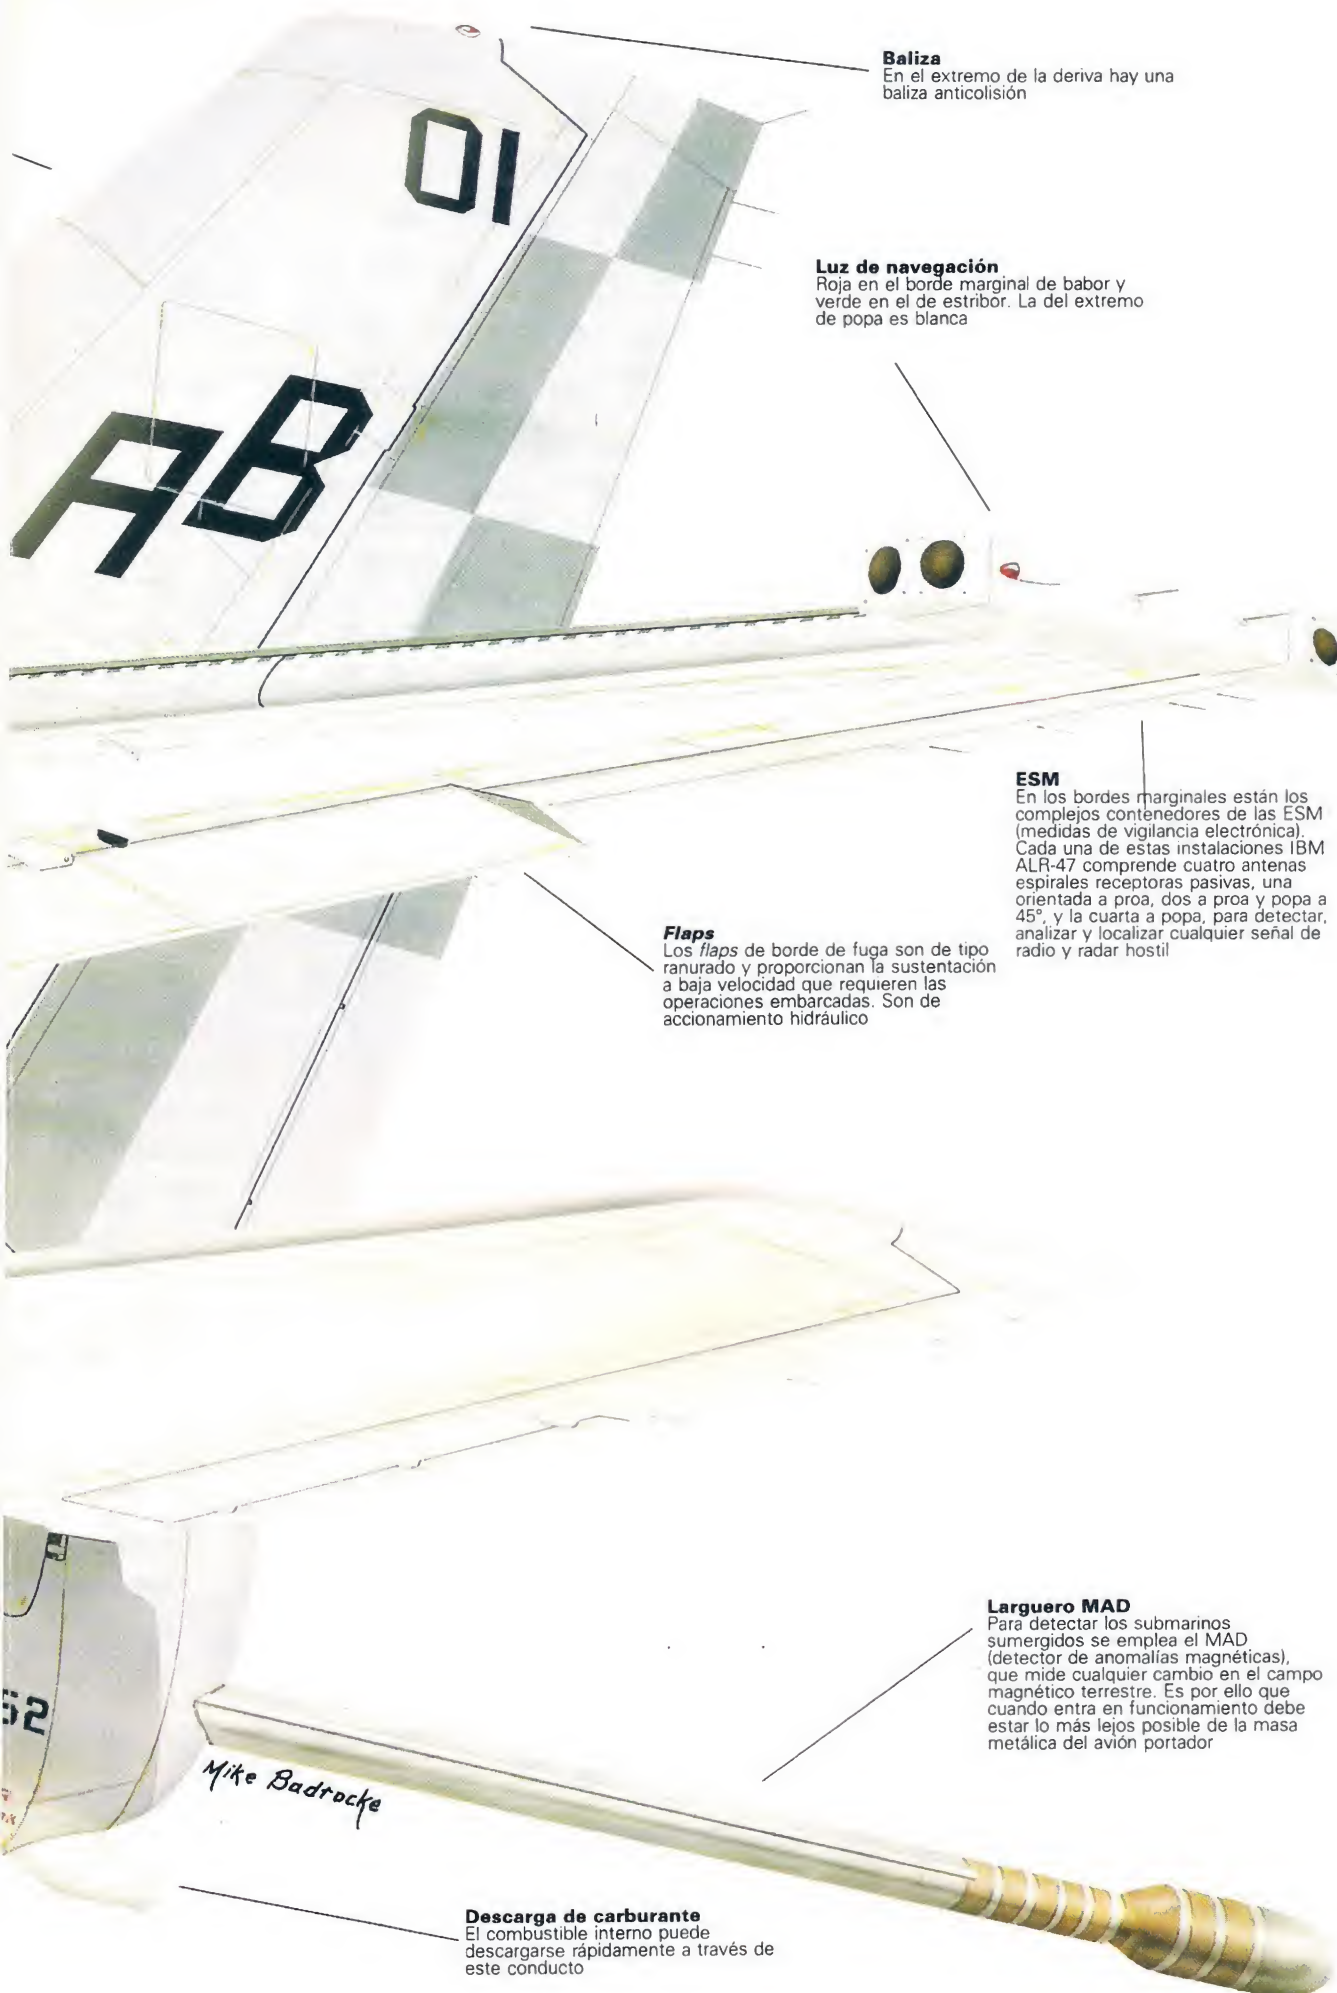 Baliza
En el extremo de la deriva hay una
baliza anticolisión
01
Luz de navegación
Roja en el borde marginal de babor y
verde en el de estribor. La del extremo
de popa es blanca
AB
ESM
En los bordes marginales están los
complejos contenedores de las ESM
(medidas de vigilancia electrónica).
Cada una de estas instalaciones IBM
ALR-47 comprende cuatro antenas
espirales receptoras pasivas, una
orientada a proa, dos a proa y popa a
45°, y la cuarta a popa, para detectar,
analizar y localizar cualquier señal de
radio y radar hostil
Flaps
Los flaps de borde de fuga son de tipo
ranurado y proporcionan la sustentación
a baja velocidad que requieren las
operaciones embarcadas. Son de
accionamiento hidráulico
Larguero MAD
Para detectar los submarinos
sumergidos se emplea el MAD
(detector de anomalías magnéticas),
que mide cualquier cambio en el campo
magnético terrestre. Es por ello que
cuando entra en funcionamiento debe
estar lo más lejos posible de la masa
metálica del avión portador
52
Mike Badrocke
Descarga de carburante
El combustible interno puede
descargarse rápidamente a través de
este conducto